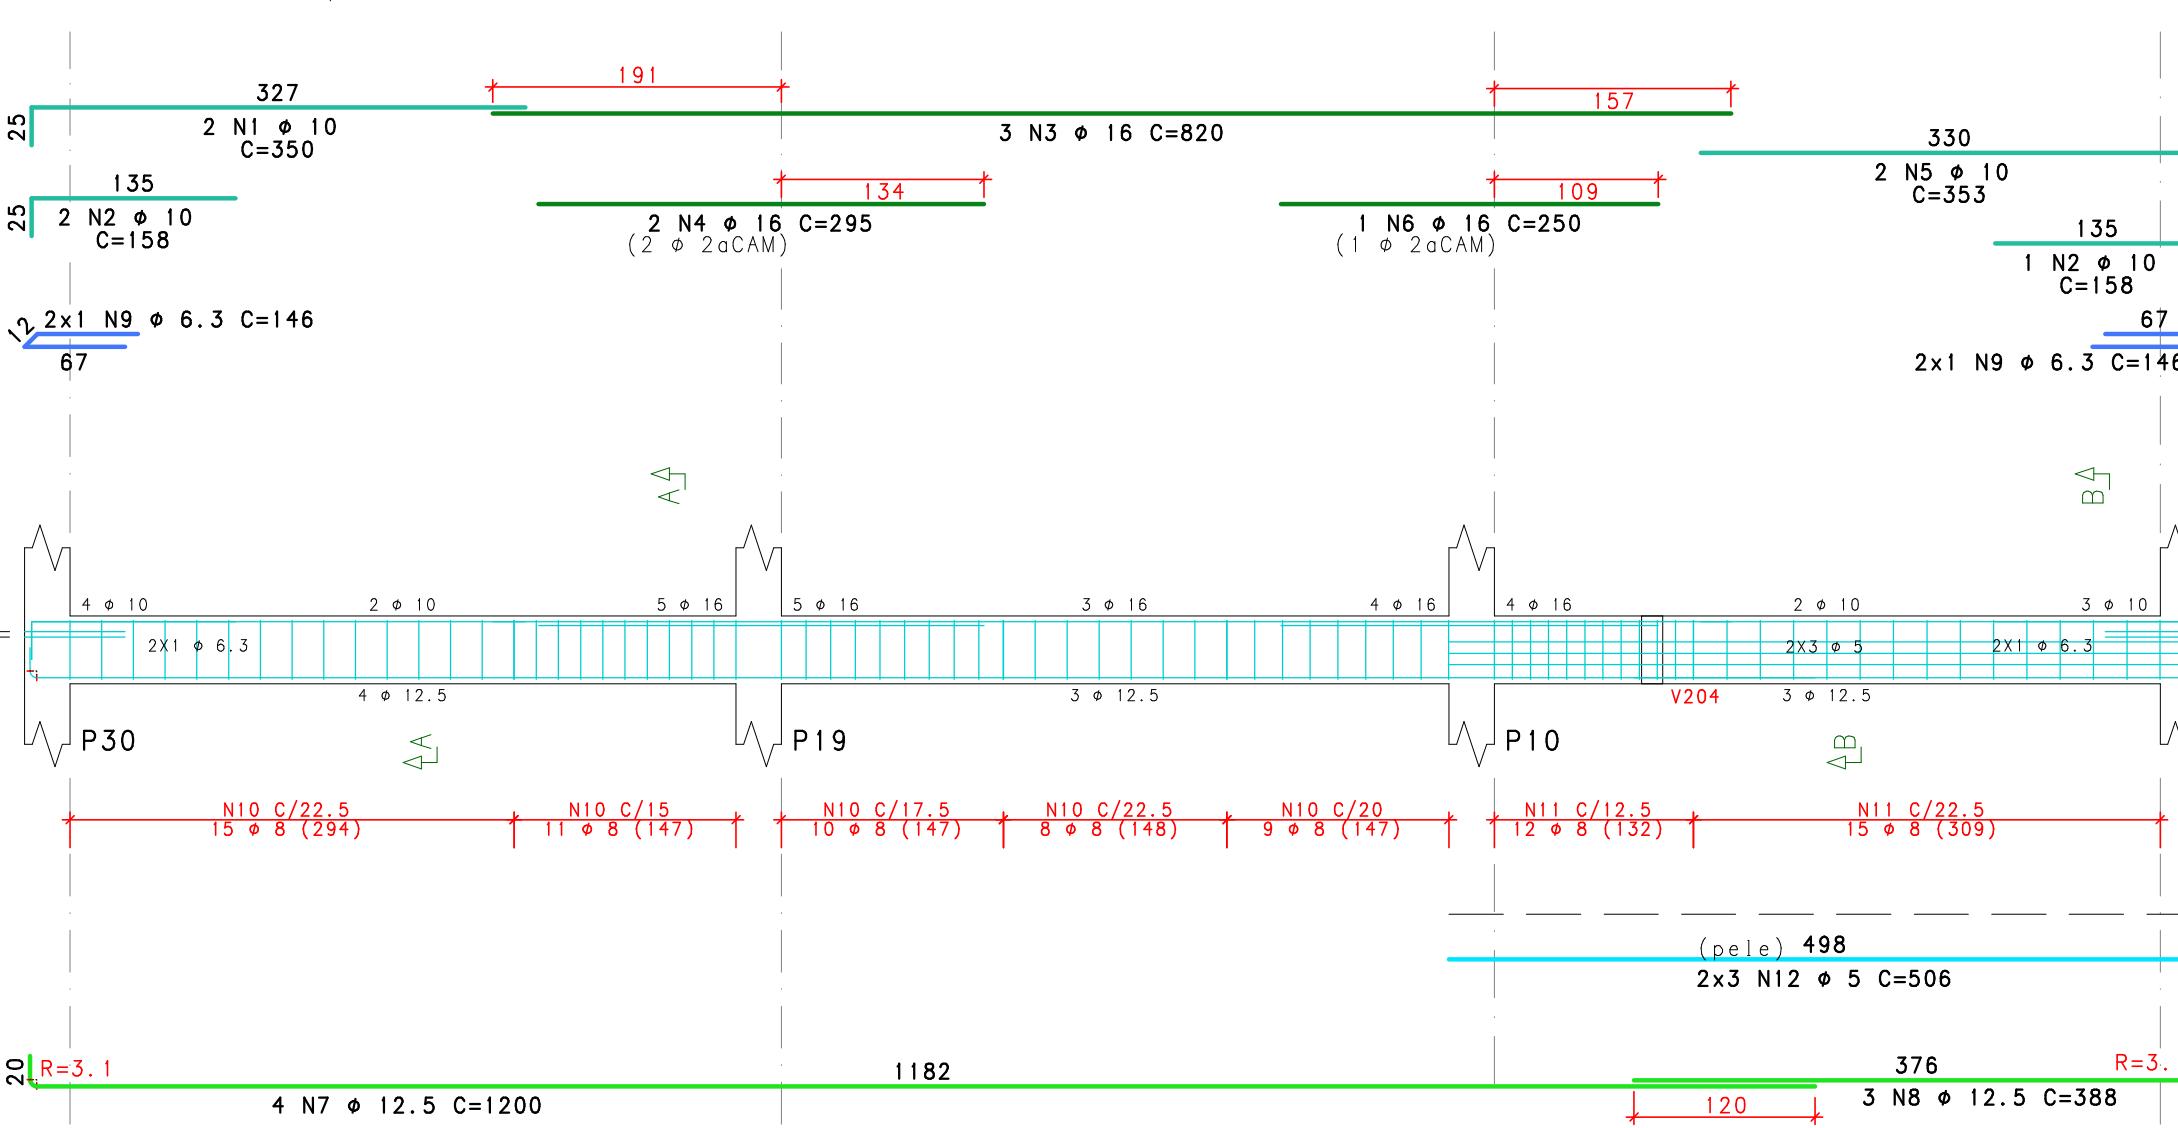 191
327
157
25
2 N1 ϕ 10
C=350
3 N3 ϕ 16 C=820
330
2 N5 ϕ 10
C=353
135
134
109
25
2 N2 ϕ 10
C=158
2 N4 ϕ 16 C=295
(2 ϕ 2aCAM)
1 N6 ϕ 16 C=250
(1 ϕ 2aCAM)
135
1 N2 ϕ 10
C=158
12
2x1 N9 ϕ 6.3 C=146
67
67
2x1 N9 ϕ 6.3 C=146
A
B
4 ϕ 10
2 ϕ 10
5 ϕ 16
5 ϕ 16
3 ϕ 16
4 ϕ 16
4 ϕ 16
2 ϕ 10
3 ϕ 10
2X1 ϕ 6.3
2X3 ϕ 5
2X1 ϕ 6.3
4 ϕ 12.5
3 ϕ 12.5
V204
3 ϕ 12.5
P30
A
P19
P10
B
N10 C/22.5
15 ϕ 8 (294)
N10 C/15
11 ϕ 8 (147)
N10 C/17.5
10 ϕ 8 (147)
N10 C/22.5
8 ϕ 8 (148)
N10 C/20
9 ϕ 8 (147)
N11 C/12.5
12 ϕ 8 (132)
N11 C/22.5
15 ϕ 8 (309)
(pele) 498
2x3 N12 ϕ 5 C=506
20
R=3.1
1182
376
R=3.
4 N7 ϕ 12.5 C=1200
120
3 N8 ϕ 12.5 C=388